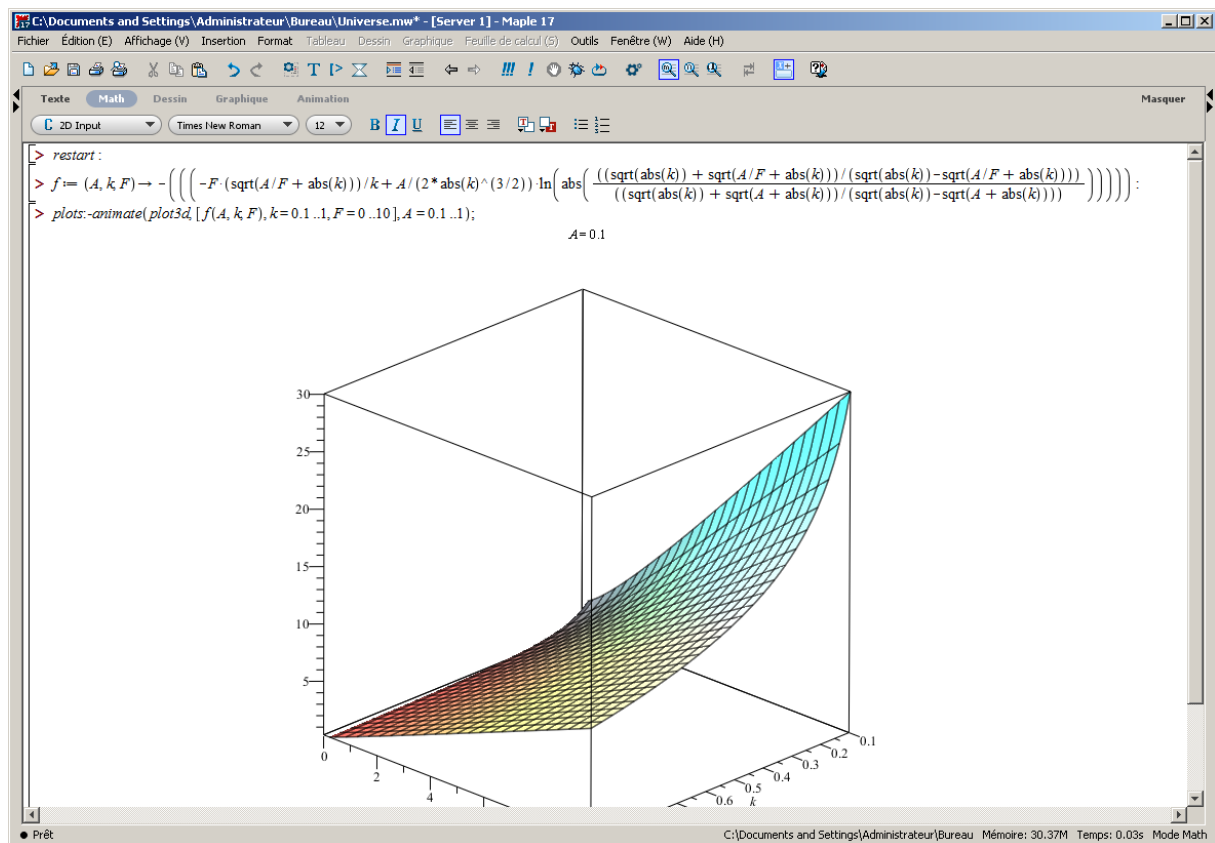 C:\Documents and Settings\Administrateur\Bureau\Universe.mw* - [Server 1] - Maple 17
Fichier Édition (E) Affichage (V) Insertion Format Tableau Dessin Graphique Feuille de calcul (S) Outils Fenêtre (W) Aide (H)
Texte Math Dessin Graphique Animation Masquer
C 2D Input Times New Roman 12 B I U
> restart :
> f := (A, k, F) → -(((-F·(sqrt(A/F + abs(k)))/k + A/(2*abs(k)^(3/2))·ln(abs(((sqrt(abs(k)) + sqrt(A/F + abs(k)))/(sqrt(abs(k))-sqrt(A/F + abs(k))))/((sqrt(abs(k)) + sqrt(A + abs(k)))/(sqrt(abs(k))-sqrt(A + abs(k))))))))) :
> plots:-animate(plot3d, [f(A, k, F), k = 0.1 ..1, F = 0 ..10], A = 0.1 ..1);
A = 0.1
30
25
20
15
10
5
0
2
4
0.6
0.5
0.4
0.3
0.2
0.1
k
Prêt
C:\Documents and Settings\Administrateur\Bureau Mémoire: 30.37M Temps: 0.03s Mode Math